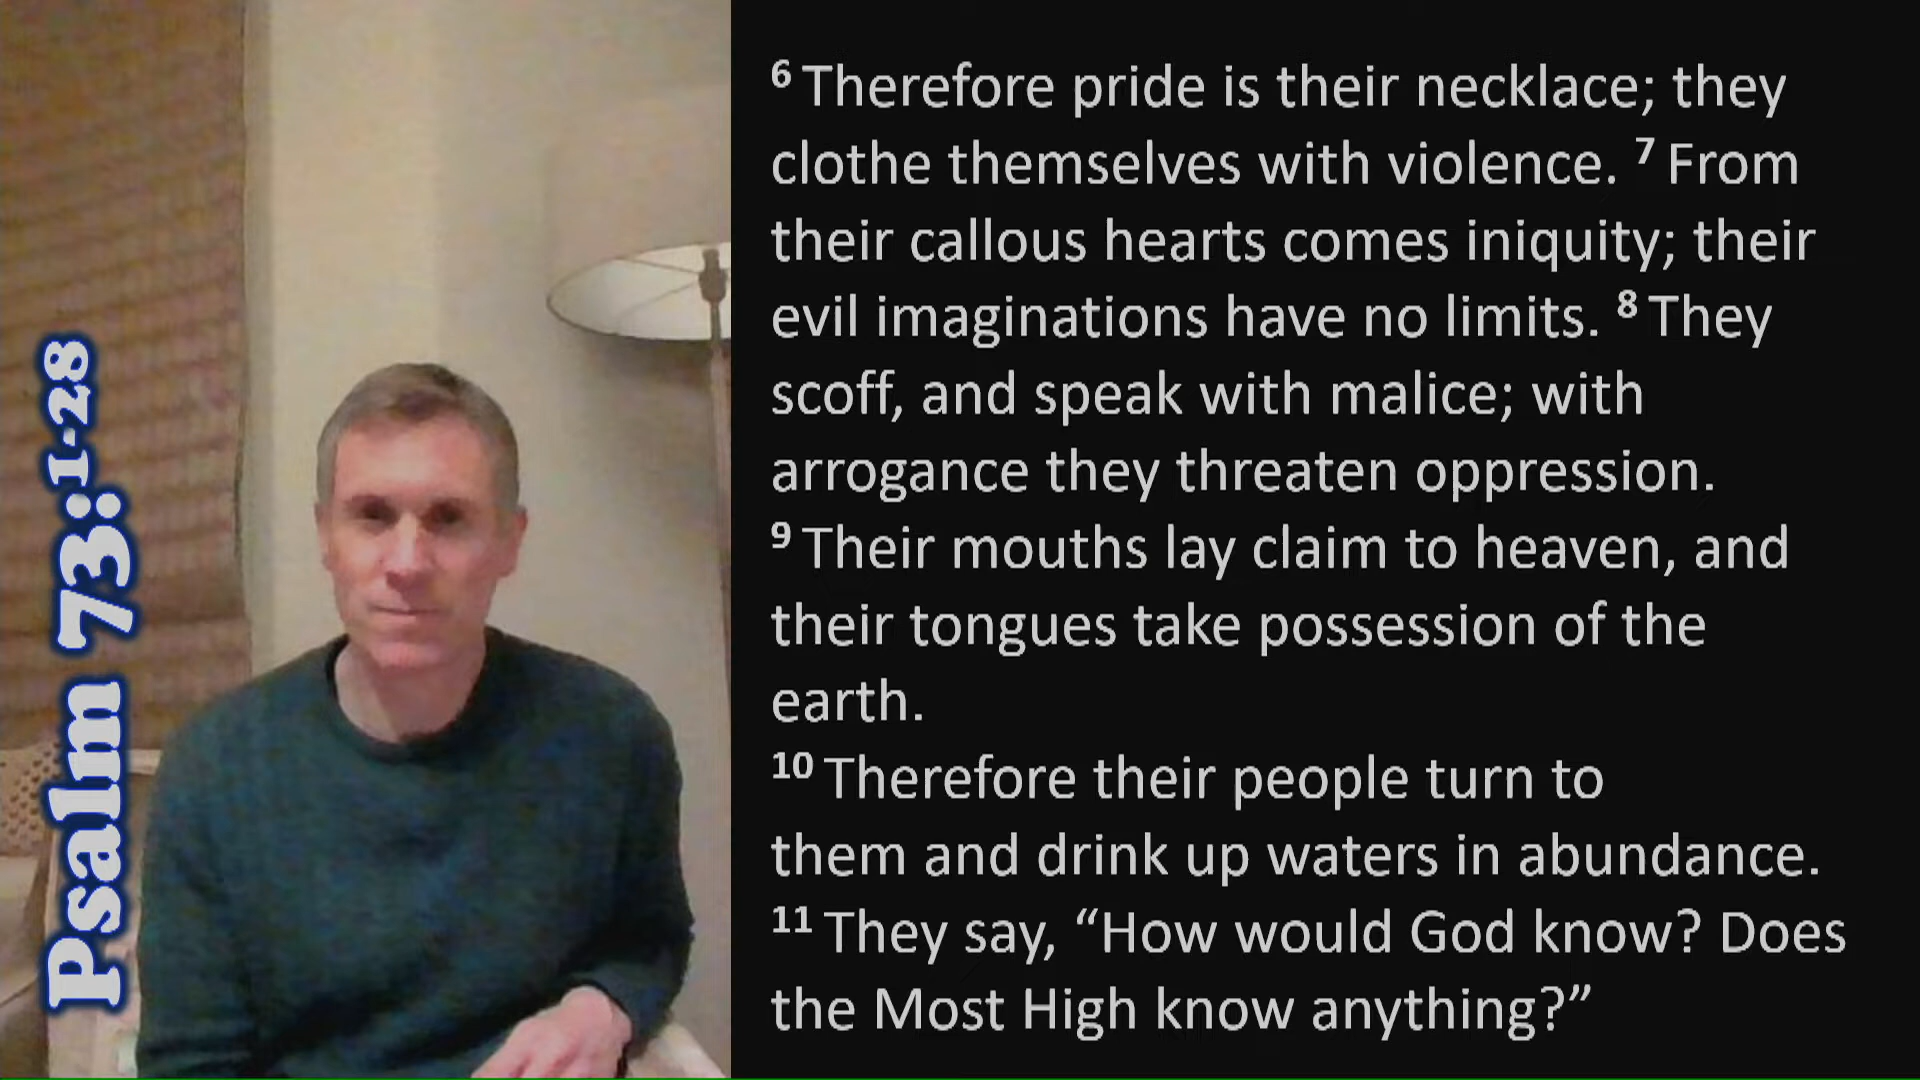 Psalm 73:1-28
⁶ Therefore pride is their necklace; they
clothe themselves with violence. ⁷ From
their callous hearts comes iniquity; their
evil imaginations have no limits. ⁸ They
scoff, and speak with malice; with
arrogance they threaten oppression.
⁹ Their mouths lay claim to heaven, and
their tongues take possession of the
earth.
¹⁰ Therefore their people turn to
them and drink up waters in abundance.
¹¹ They say, “How would God know? Does
the Most High know anything?”